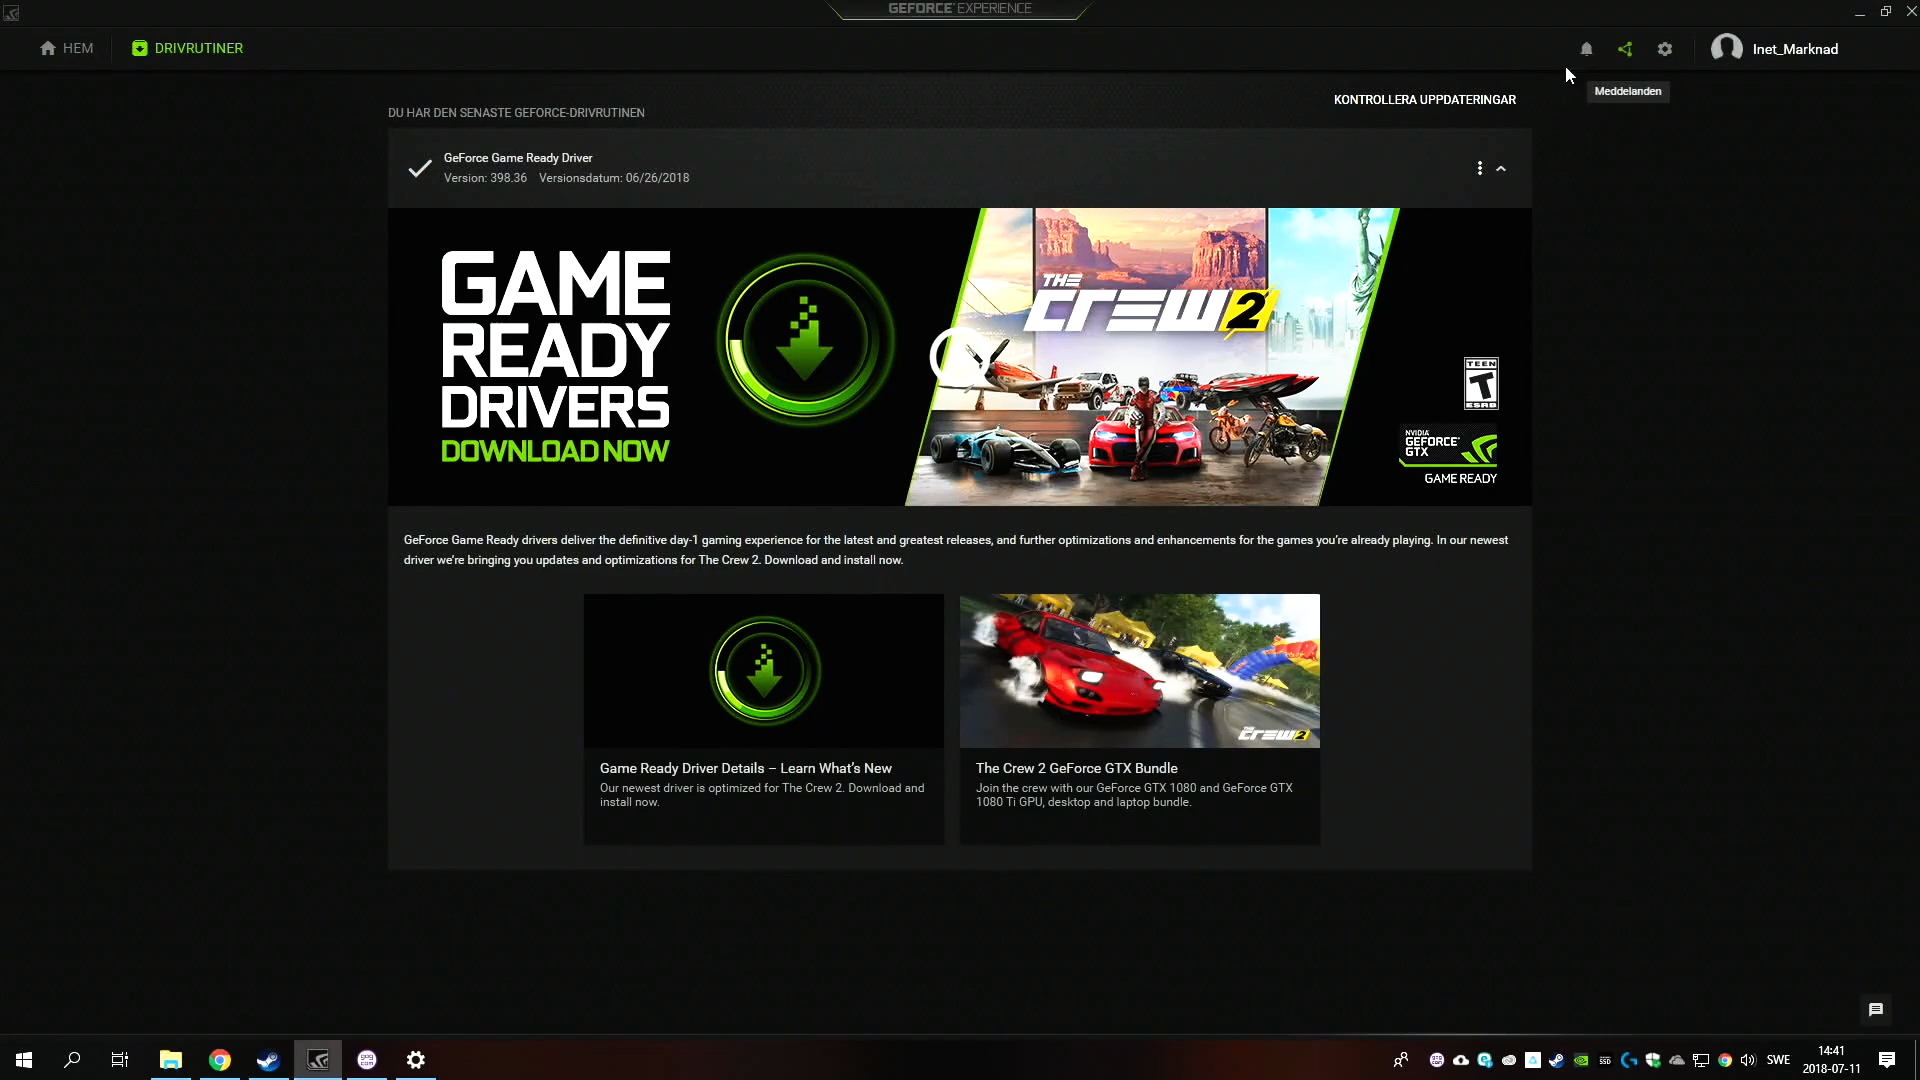 GEFORCE EXPERIENCE
HEM
DRIVRUTINER
Inet_Marknad
Meddelanden
KONTROLLERA UPPDATERINGAR
DU HAR DEN SENASTE GEFORCE-DRIVRUTINEN
GeForce Game Ready Driver
Version: 398.36 Versionsdatum: 06/26/2018
GAME
READY
DRIVERS
DOWNLOAD NOW
THE
CREW 2
TEEN
T
ESRB
NVIDIA
GEFORCE
GTX
GAME READY
GeForce Game Ready drivers deliver the definitive day-1 gaming experience for the latest and greatest releases, and further optimizations and enhancements for the games you're already playing. In our newest
driver we're bringing you updates and optimizations for The Crew 2. Download and install now.
THE
CREW 2
Game Ready Driver Details – Learn What's New
Our newest driver is optimized for The Crew 2. Download and
install now.
The Crew 2 GeForce GTX Bundle
Join the crew with our GeForce GTX 1080 and GeForce GTX
1080 Ti GPU, desktop and laptop bundle.
gog
com
SSD
SWE
14:41
2018-07-11